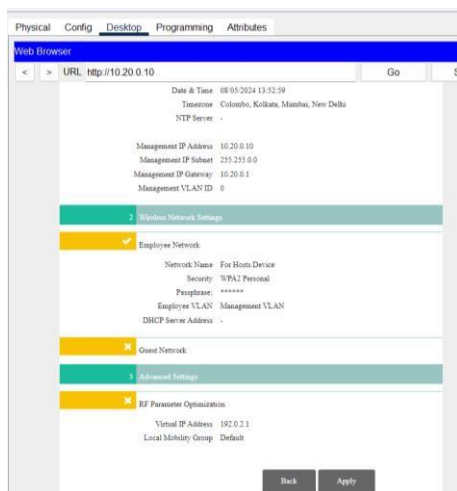 Physical Config Desktop Programming Attributes
Web Browser
< > URL http://10.20.0.10 Go S
Date & Time 08/05/2024 13:52:59
Timezone Colombo, Kolkata, Mumbai, New Delhi
NTP Server -
Management IP Address 10.20.0.10
Management IP Subnet 255.255.0.0
Management IP Gateway 10.20.0.1
Management VLAN ID 0
2 Wireless Network Settings
Employee Network
Network Name For Hosts Device
Security WPA2 Personal
Passphrase: ******
Employee VLAN Management VLAN
DHCP Server Address -
Guest Network
3 Advanced Settings
RF Parameter Optimization
Virtual IP Address 192.0.2.1
Local Mobility Group Default
Back Apply